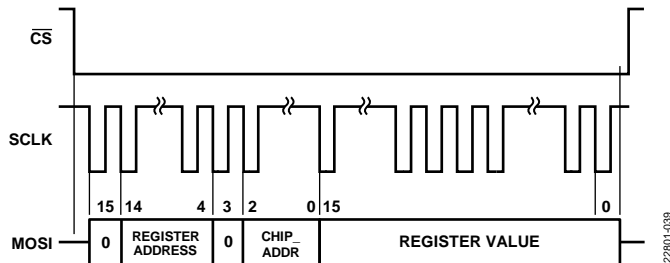 CS
SCLK
15 14 4 3 2 0 15 0
MOSI 0 REGISTER ADDRESS 0 CHIP_ ADDR REGISTER VALUE
22801-039